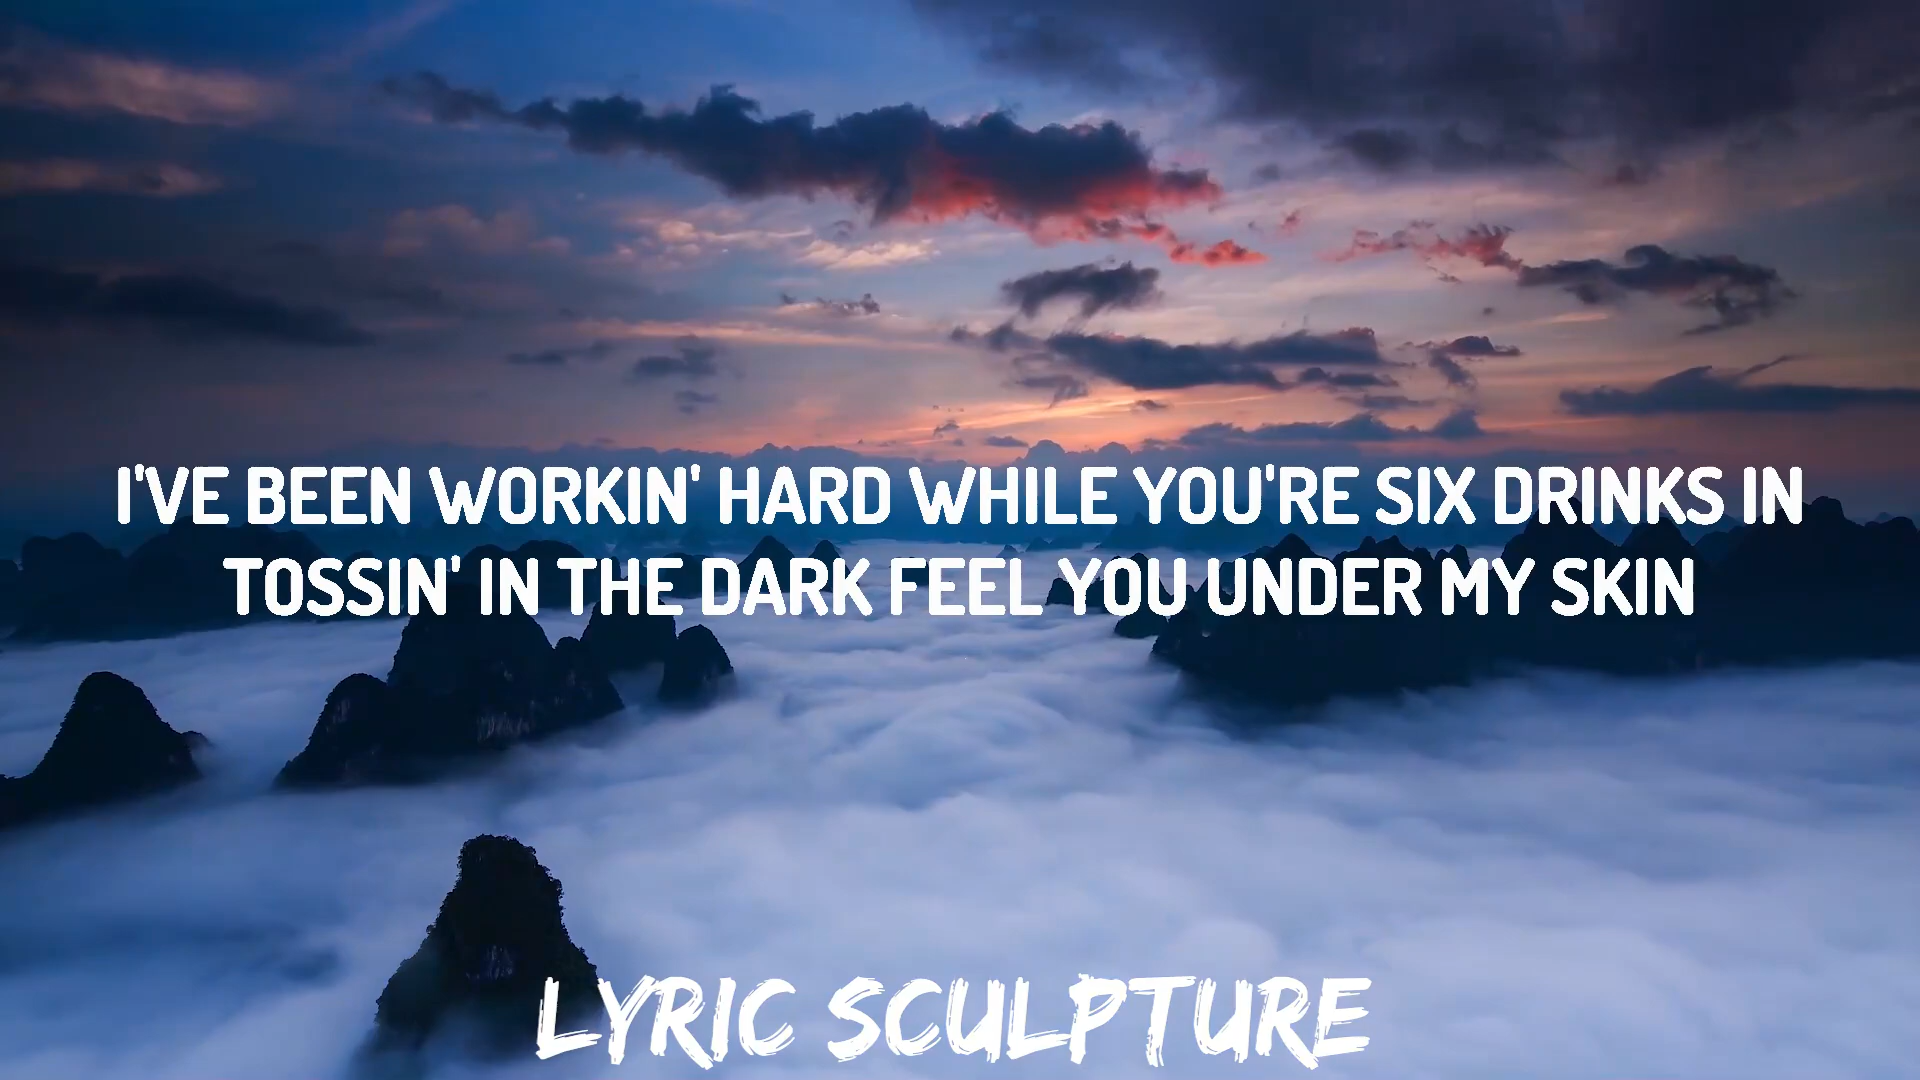 I'VE BEEN WORKIN' HARD WHILE YOU'RE SIX DRINKS IN
TOSSIN' IN THE DARK FEEL YOU UNDER MY SKIN
LYRIC SCULPTURE